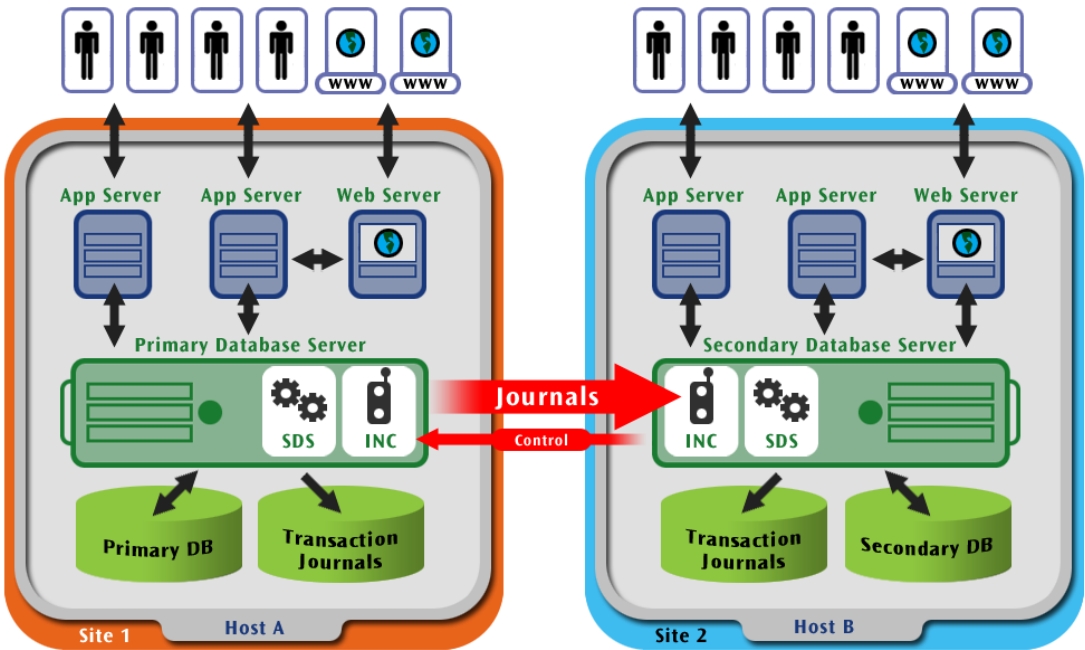 WWW WWW WWW WWW
App Server App Server Web Server App Server App Server Web Server
Primary Database Server Secondary Database Server
Journals
SDS INC Control INC SDS
Primary DB Transaction Journals Transaction Journals Secondary DB
Site 1 Host A Site 2 Host B